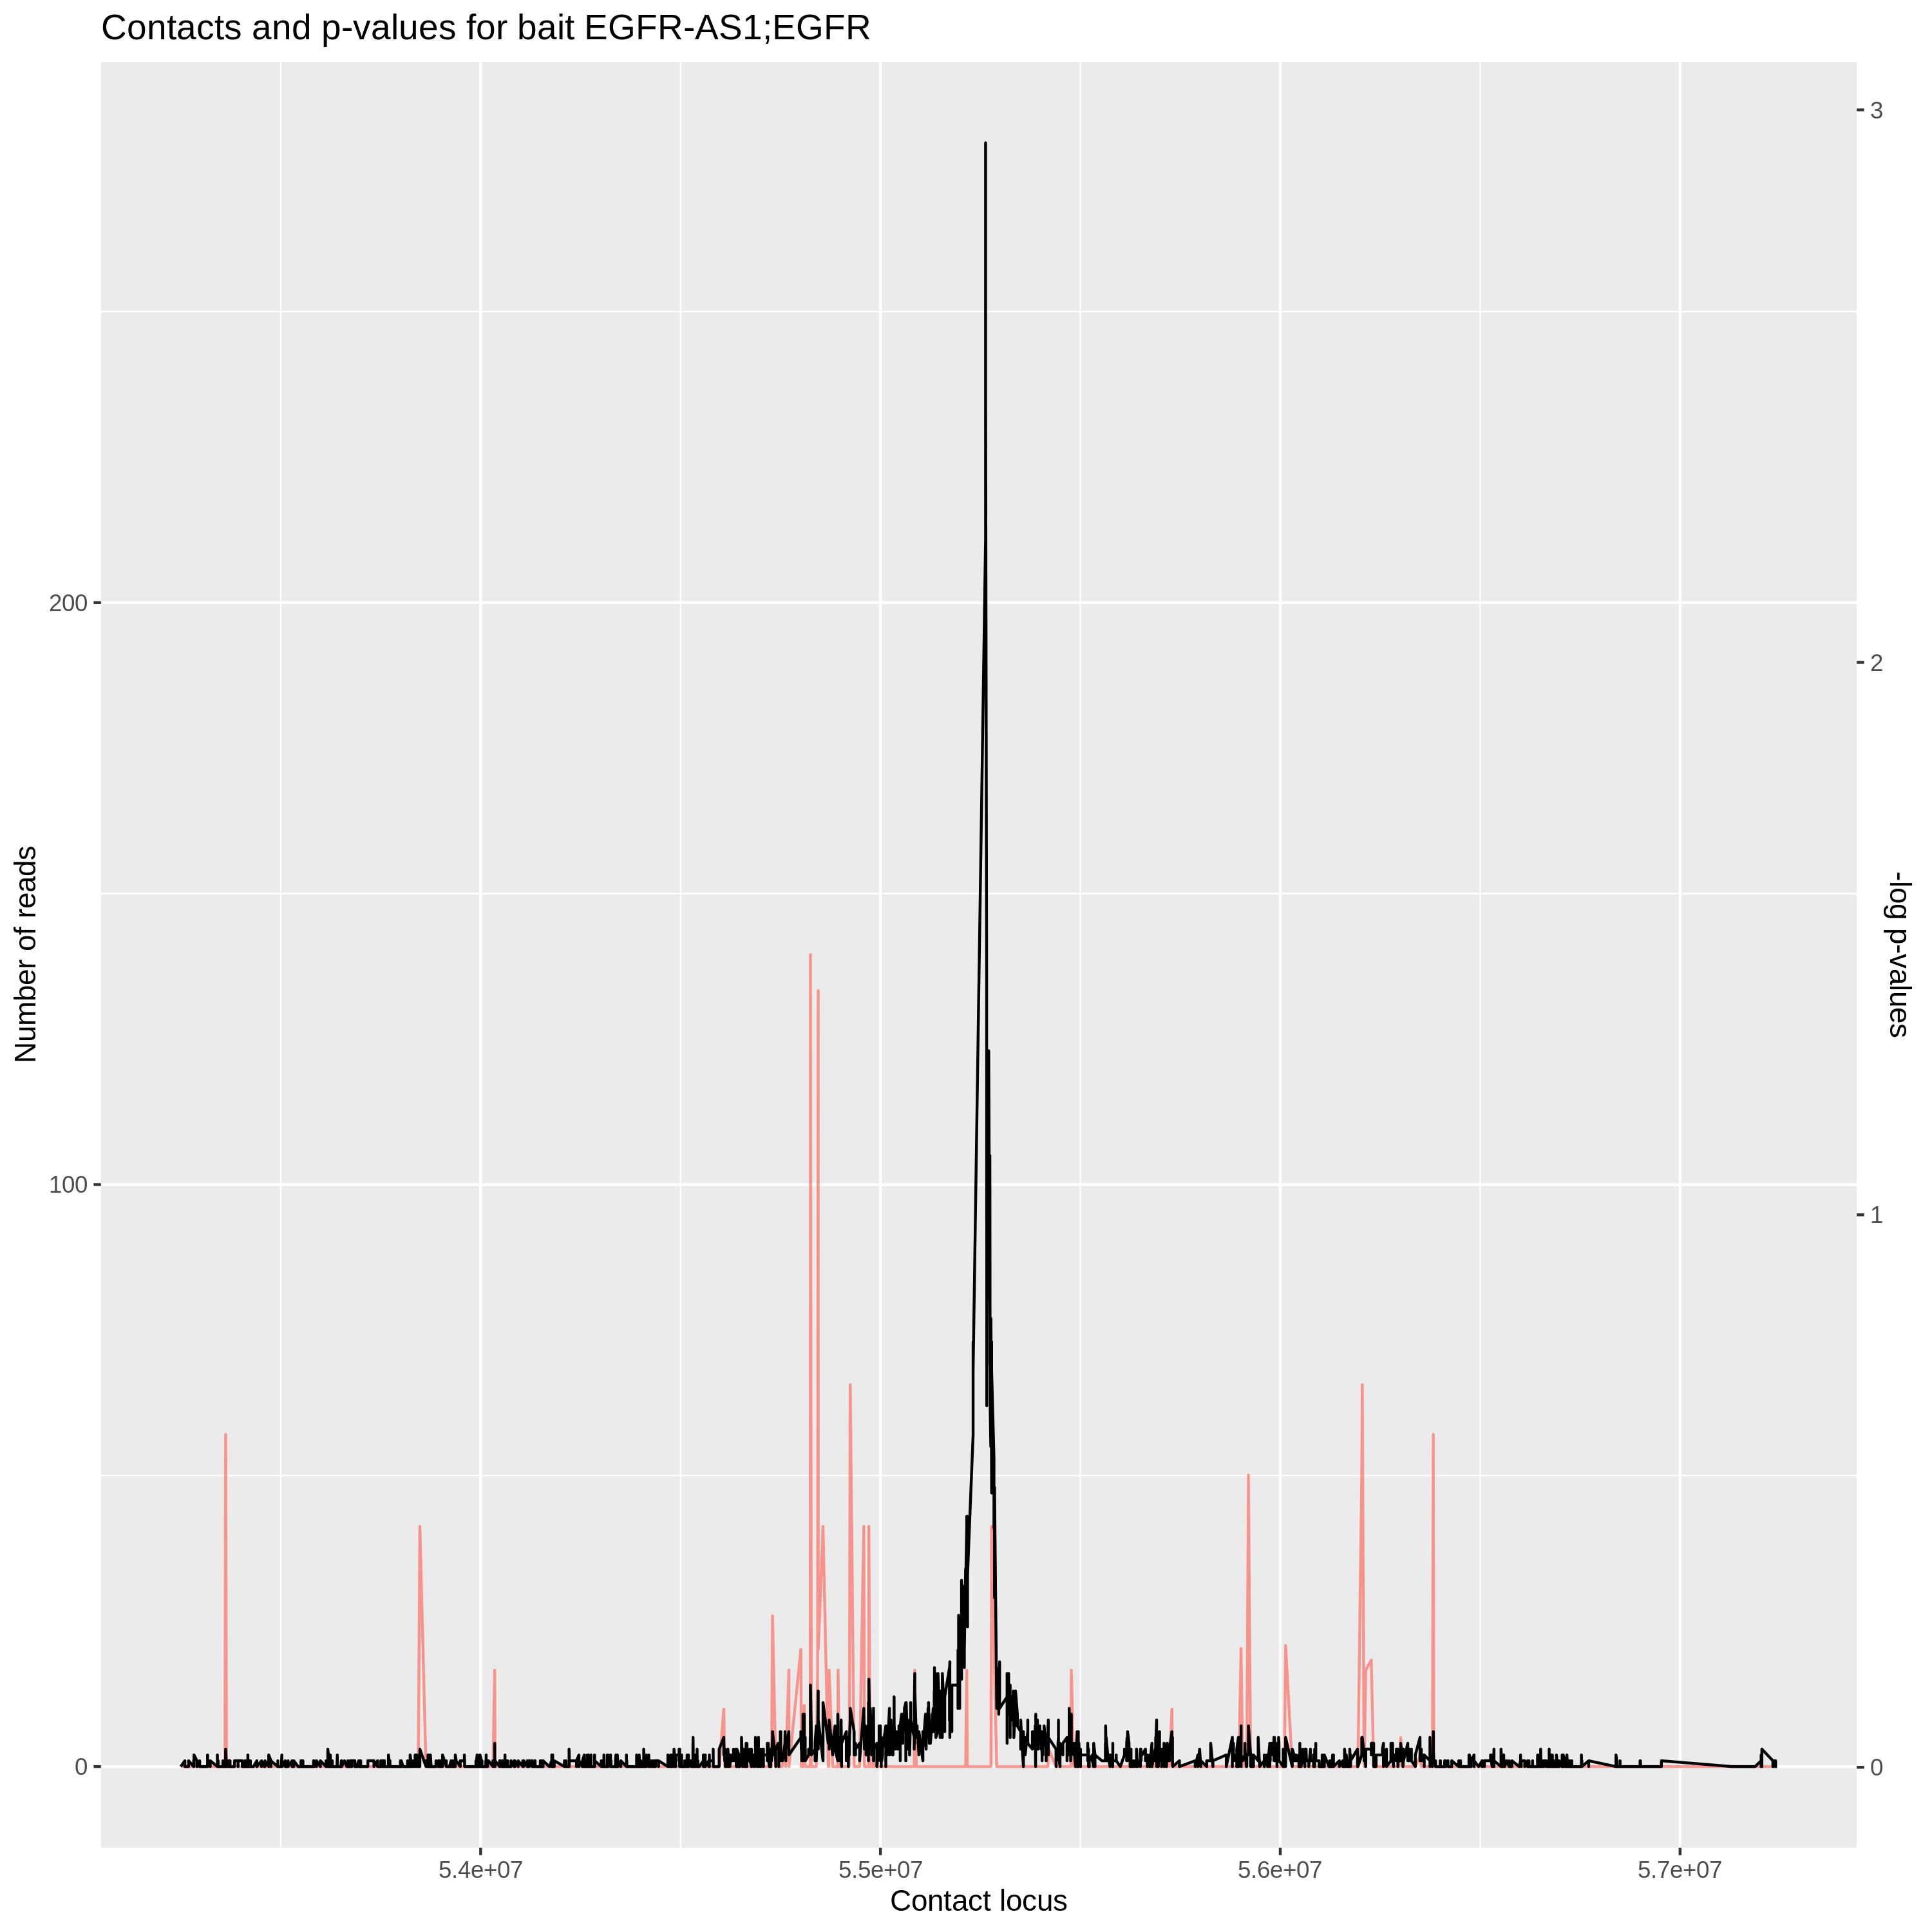 Contacts and p-values for bait EGFR-AS1;EGFR
3
200
2
Number of reads
-log p-values
100
1
0
0
5.4e+07
5.5e+07
5.6e+07
5.7e+07
Contact locus